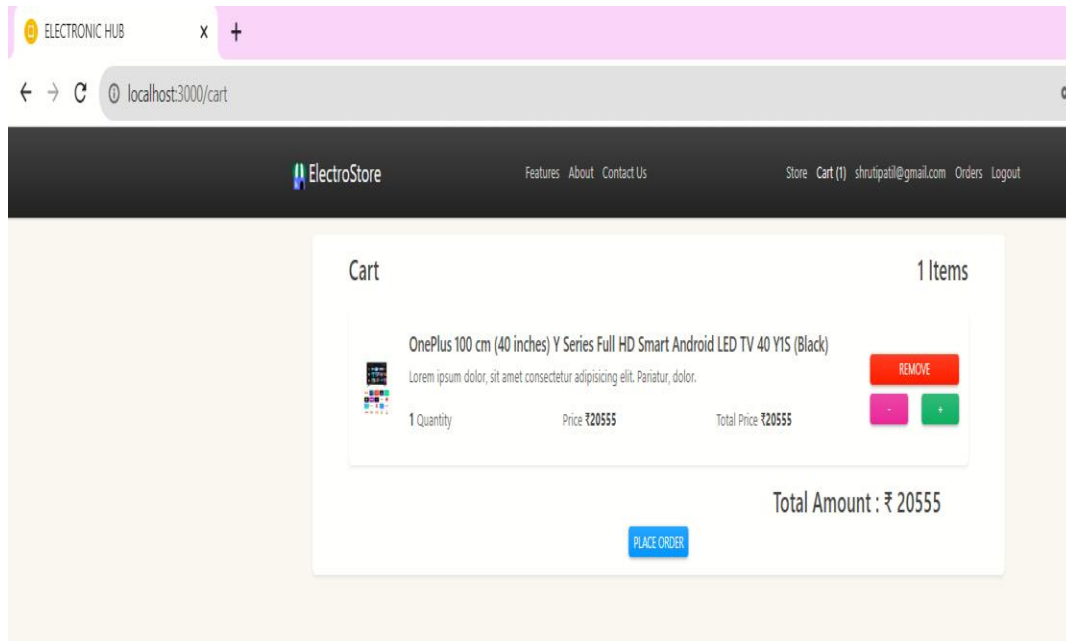 ELECTRONIC HUB x +
localhost:3000/cart
ElectroStore Features About Contact Us Store Cart (1) shrutipatil@gmail.com Orders Logout
Cart 1 Items
OnePlus 100 cm (40 inches) Y Series Full HD Smart Android LED TV 40 Y1S (Black)
Lorem ipsum dolor, sit amet consectetur adipisicing elit. Pariatur, dolor.
REMOVE
1 Quantity Price ₹20555 Total Price ₹20555 - +
Total Amount : ₹ 20555
PLACE ORDER